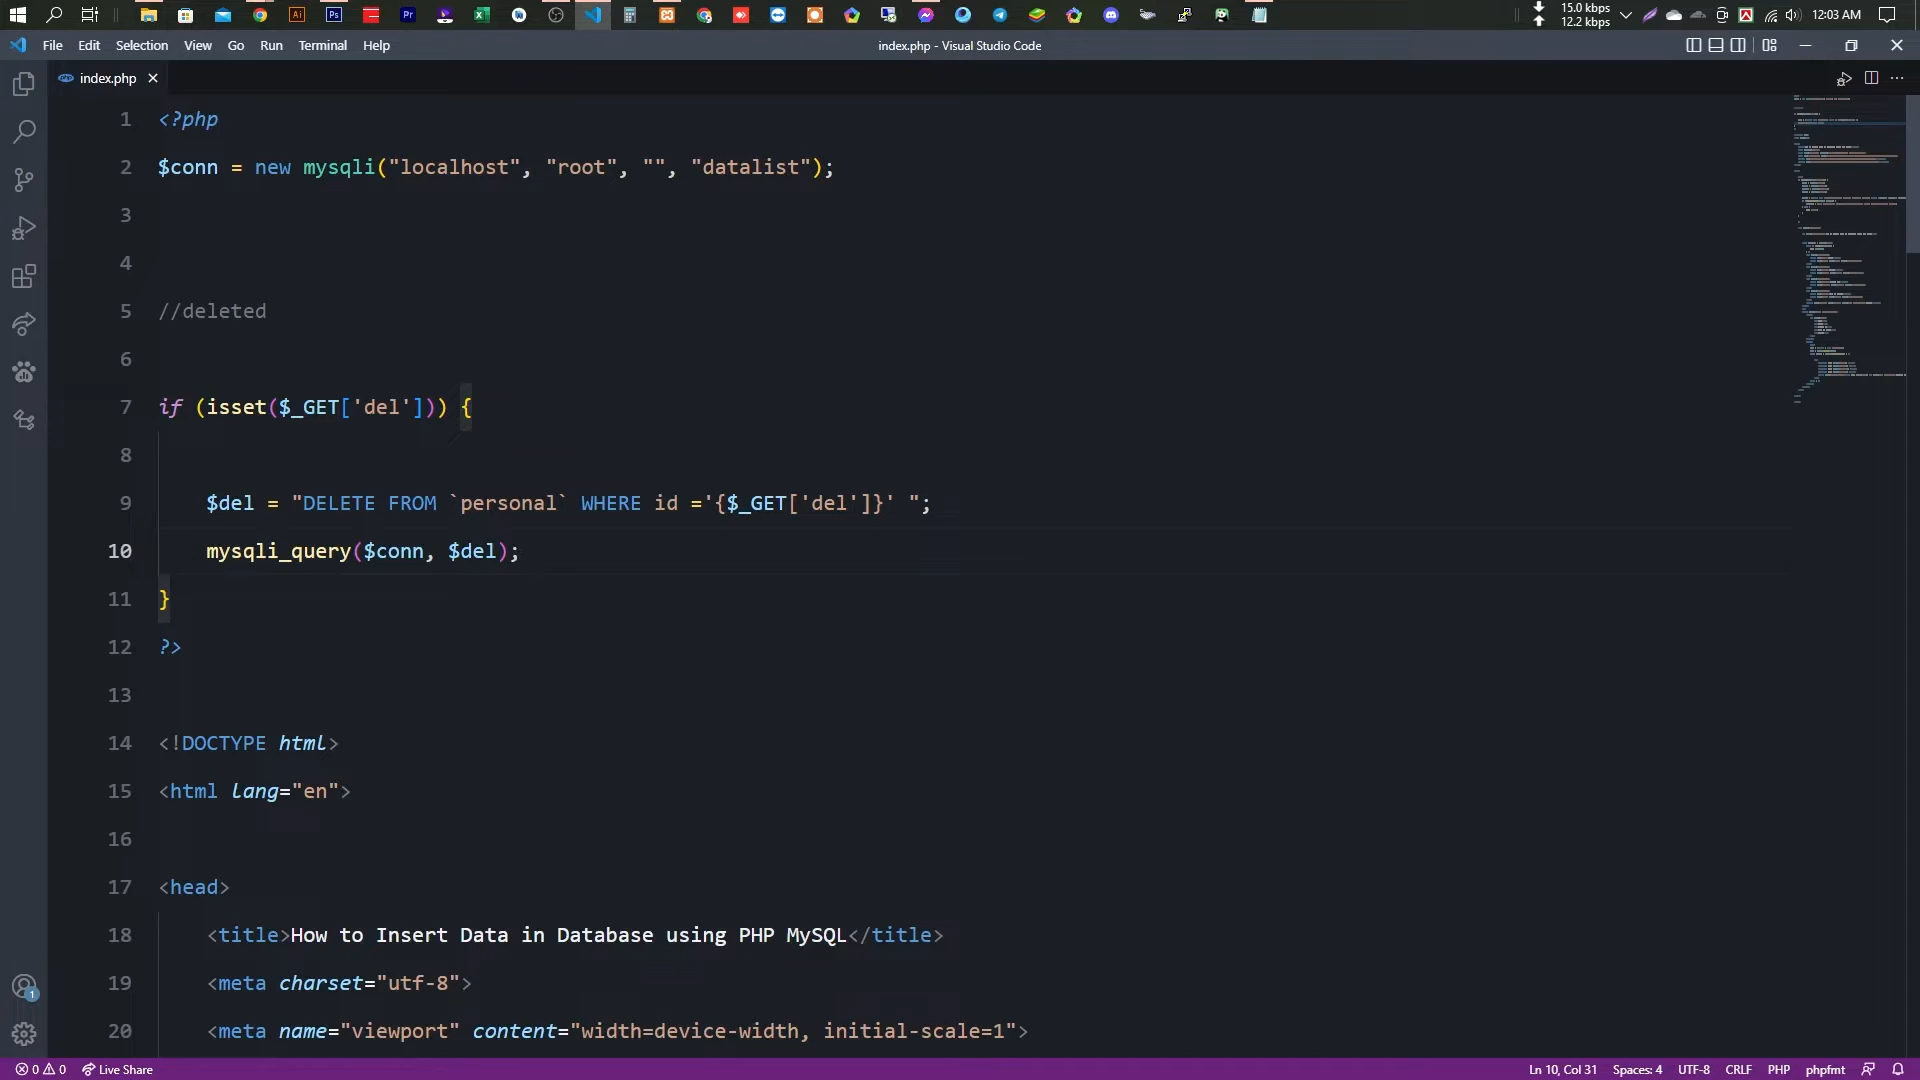 15.0 kbps
12.2 kbps
12:03 AM
File Edit Selection View Go Run Terminal Help
index.php - Visual Studio Code
index.php
1 <?php
2 $conn = new mysqli("localhost", "root", "", "datalist");
3
4
5 //deleted
6
7 if (isset($_GET['del'])) {
8
9 $del = "DELETE FROM `personal` WHERE id ='{$_GET['del']}' ";
10 mysqli_query($conn, $del);
11 }
12 ?>
13
14 <!DOCTYPE html>
15 <html lang="en">
16
17 <head>
18 <title>How to Insert Data in Database using PHP MySQL</title>
19 <meta charset="utf-8">
20 <meta name="viewport" content="width=device-width, initial-scale=1">
1
0 0 Live Share Ln 10, Col 31 Spaces: 4 UTF-8 CRLF PHP phpfmt